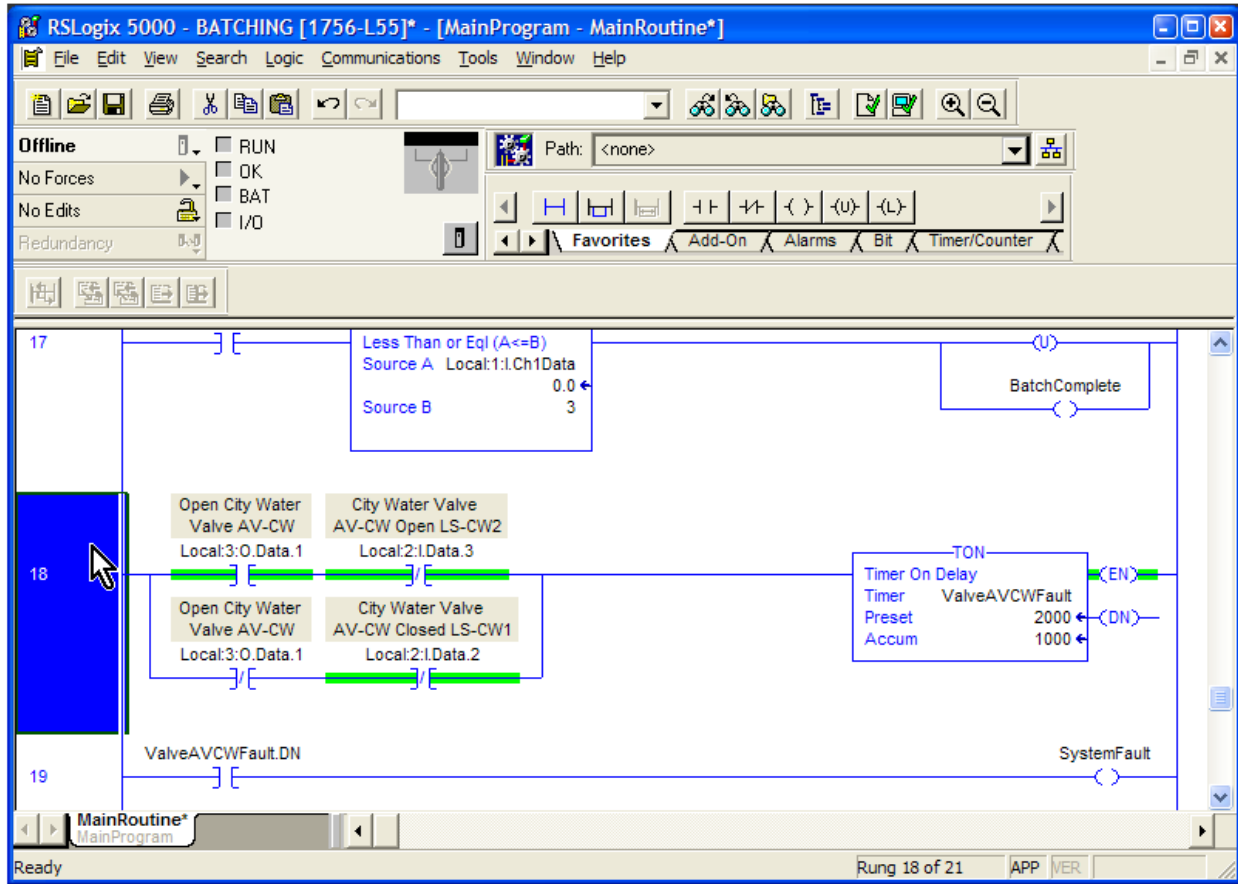 RSLogix 5000 - BATCHING [1756-L55]* - [MainProgram - MainRoutine*]
File Edit View Search Logic Communications Tools Window Help
Offline
RUN
No Forces
OK
No Edits
BAT
Redundancy
I/O
Path: <none>
Favorites Add-On Alarms Bit Timer/Counter
17
Less Than or Eql (A<=B)
Source A Local:1:I.Ch1Data
0.0
Source B 3
(U)
BatchComplete
18
Open City Water
Valve AV-CW
Local:3:O.Data.1
City Water Valve
AV-CW Open LS-CW2
Local:2:I.Data.3
Open City Water
Valve AV-CW
Local:3:O.Data.1
City Water Valve
AV-CW Closed LS-CW1
Local:2:I.Data.2
TON
Timer On Delay
Timer ValveAVCWFault
Preset 2000
Accum 1000
(EN)
(DN)
19
ValveAVCWFault.DN
SystemFault
MainRoutine*
MainProgram
Ready
Rung 18 of 21
APP
VER